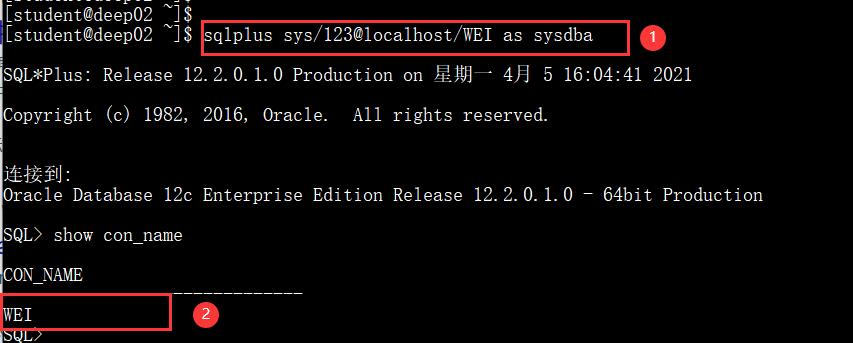 [student@deep02 ~]$
[student@deep02 ~]$ sqlplus sys/123@localhost/WEI as sysdba
1
SQL*Plus: Release 12.2.0.1.0 Production on 星期一 4月 5 16:04:41 2021
Copyright (c) 1982, 2016, Oracle.  All rights reserved.
连接到:
Oracle Database 12c Enterprise Edition Release 12.2.0.1.0 - 64bit Production
SQL> show con_name
CON_NAME
------------
WEI
2
SQL>